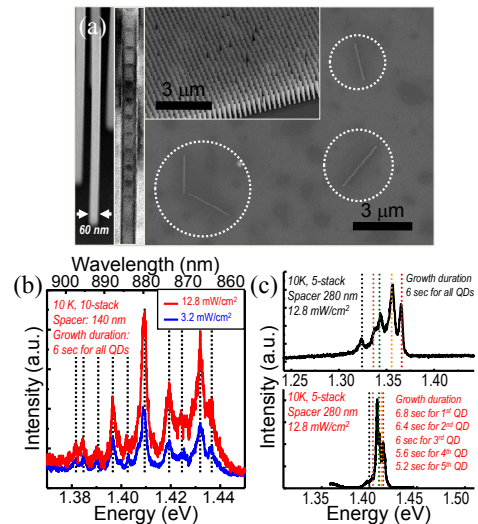 (a)
3 μm
60 nm
3 μm
Wavelength (nm)
900 890 880 870 860
(b)
10 K, 10-stack
Spacer: 140 nm
Growth duration:
6 sec for all QDs
12.8 mW/cm²
3.2 mW/cm²
Intensity (a.u.)
1.38 1.40 1.42 1.44
Energy (eV)
(c)
10K, 5-stack
Spacer 280 nm
12.8 mW/cm²
Growth duration
6 sec for all QDs
1.25 1.30 1.35 1.40
10K, 5-stack
Spacer 280 nm
12.8 mW/cm²
Growth duration
6.8 sec for 1st QD
6.4 sec for 2nd QD
6 sec for 3rd QD
5.6 sec for 4th QD
5.2 sec for 5th QD
Intensity (a.u.)
1.35 1.40 1.45 1.50
Energy (eV)